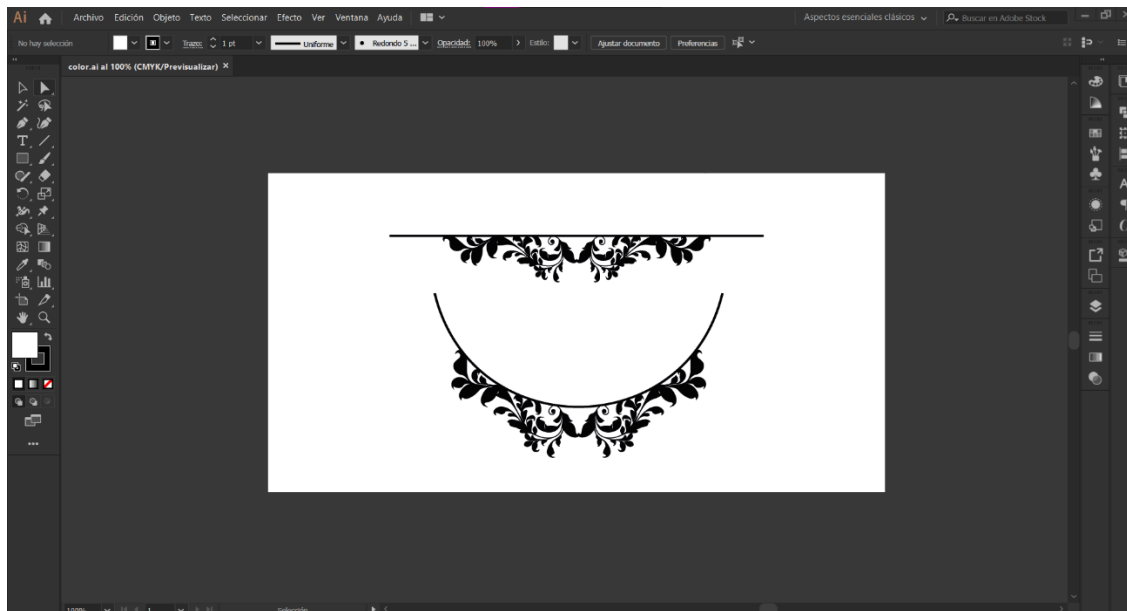 Ai Archivo Edición Objeto Texto Seleccionar Efecto Ver Ventana Ayuda Aspectos esenciales clásicos Buscar en Adobe Stock
No hay selección Trazo: 1 pt Uniforme Redondo 5 ... Opacidad: 100% Estilo: Ajustar documento Preferencias
color.ai al 100% (CMYK/Previsualizar) ×
100% 1 Selección